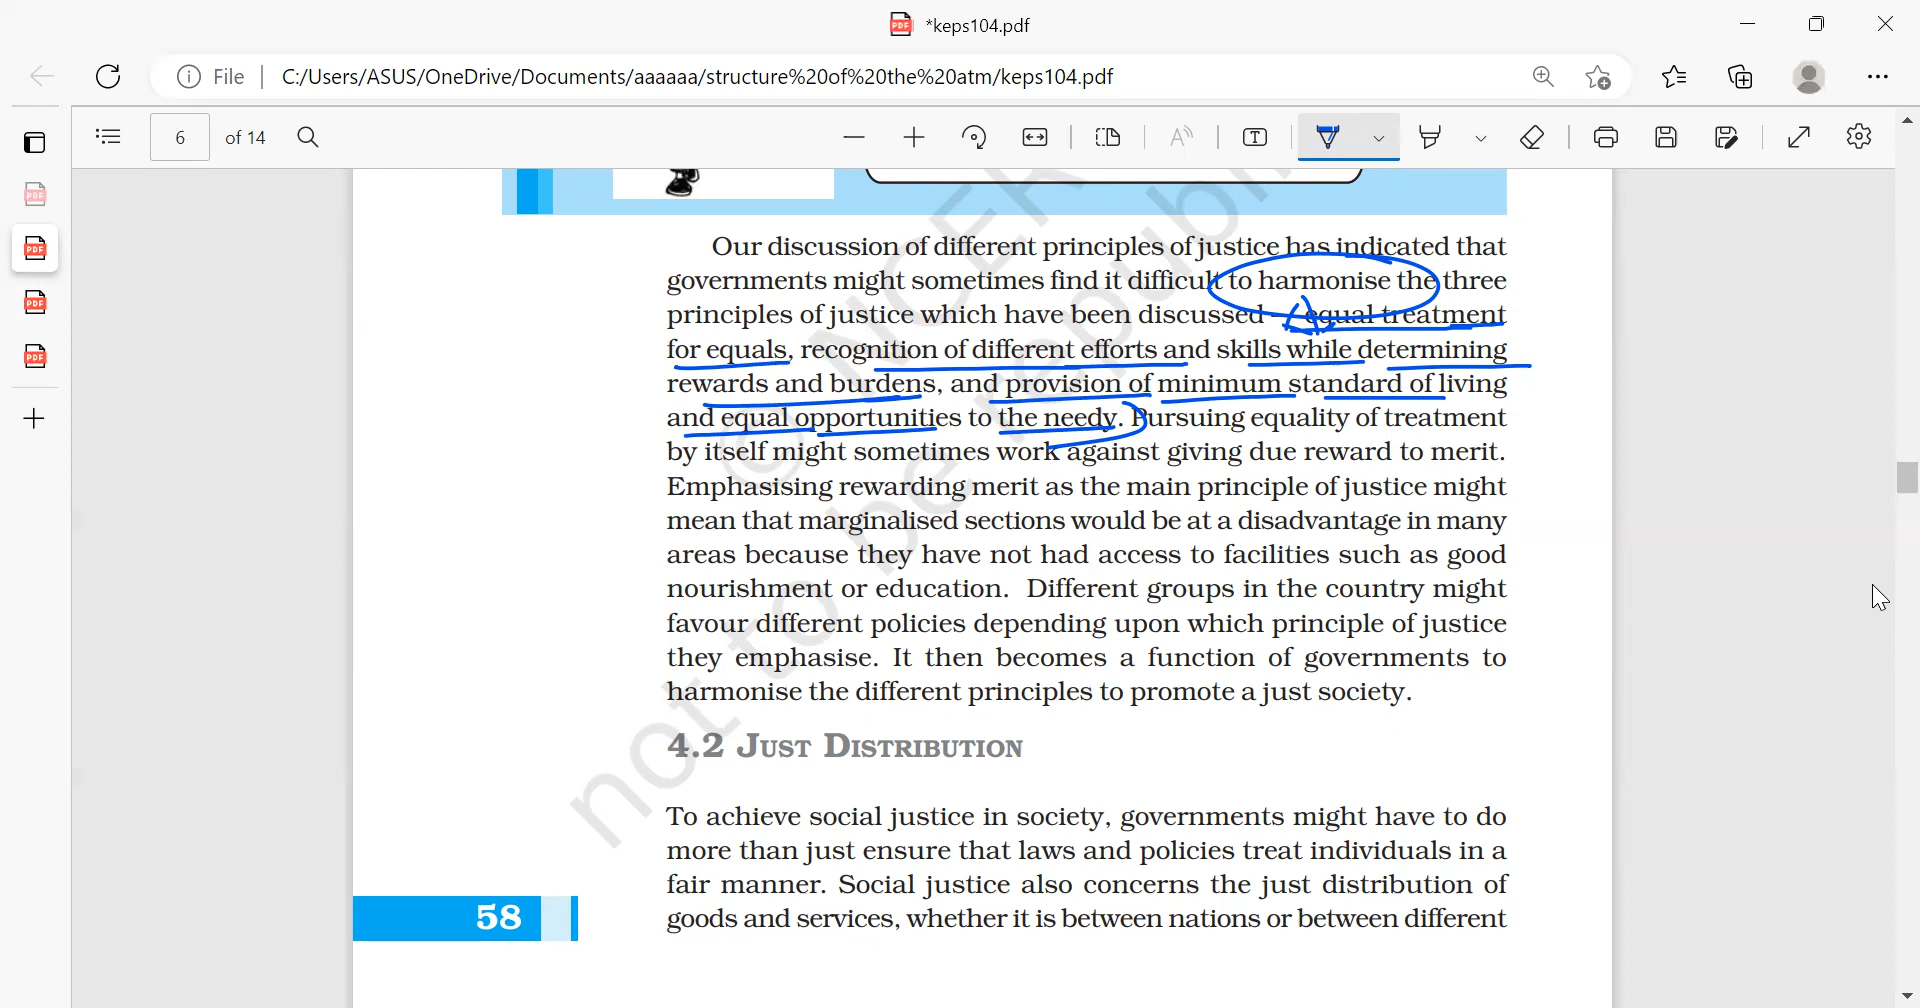 *keps104.pdf
File
C:/Users/ASUS/OneDrive/Documents/aaaaaa/structure%20of%20the%20atm/keps104.pdf
6 of 14
Our discussion of different principles of justice has indicated that
governments might sometimes find it difficult to harmonise the three
principles of justice which have been discussed — equal treatment
for equals, recognition of different efforts and skills while determining
rewards and burdens, and provision of minimum standard of living
and equal opportunities to the needy. Pursuing equality of treatment
by itself might sometimes work against giving due reward to merit.
Emphasising rewarding merit as the main principle of justice might
mean that marginalised sections would be at a disadvantage in many
areas because they have not had access to facilities such as good
nourishment or education. Different groups in the country might
favour different policies depending upon which principle of justice
they emphasise. It then becomes a function of governments to
harmonise the different principles to promote a just society.
4.2 JUST DISTRIBUTION
To achieve social justice in society, governments might have to do
more than just ensure that laws and policies treat individuals in a
fair manner. Social justice also concerns the just distribution of
58
goods and services, whether it is between nations or between different
© NCER
not to be republi